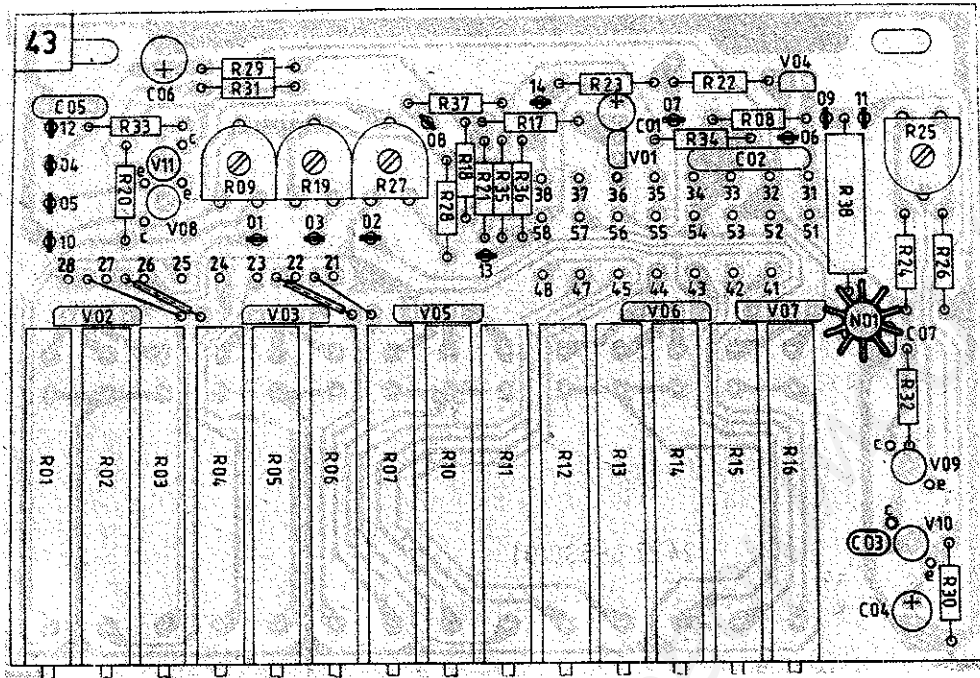 43
V04
R29
R31
C06
R23
R22
14
07
09
11
C05
R37
12
R33
R17
08
C01
R08
06
R34
R25
c
04
V11
R20
e
R09
R19
R27
R18
R28
R21
R35
R36
V01
C02
R38
05
e
V08
c
38 37 36 35 34 33 32 31
10
01
03
02
13
58 57 56 55 54 53 52 51
R24
R26
28 27 26 25 24 23 22 21
48 47 45 44 43 42 41
V02
V03
V05
V06
V07
N01
C07
R32
R01
R02
R03
R04
R05
R06
R07
R10
R11
R12
R13
R14
R15
R16
c
V09
e
c
V10
C03
e
C04
R30